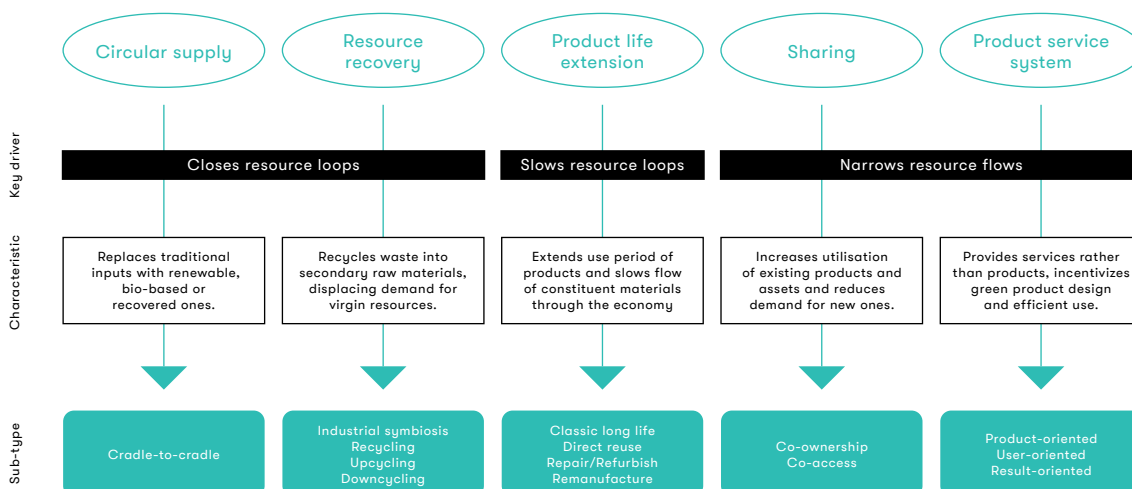 Circular supply
Resource
recovery
Product life
extension
Sharing
Product service
system
Key driver
Closes resource loops
Slows resource loops
Narrows resource flows
Characteristic
Replaces traditional
inputs with renewable,
bio-based or
recovered ones.
Recycles waste into
secondary raw materials,
displacing demand for
virgin resources.
Extends use period of
products and slows flow
of constituent materials
through the economy
Increases utilisation
of existing products and
assets and reduces
demand for new ones.
Provides services rather
than products, incentivizes
green product design
and efficient use.
Sub-type
Cradle-to-cradle
Industrial symbiosis
Recycling
Upcycling
Downcycling
Classic long life
Direct reuse
Repair/Refurbish
Remanufacture
Co-ownership
Co-access
Product-oriented
User-oriented
Result-oriented